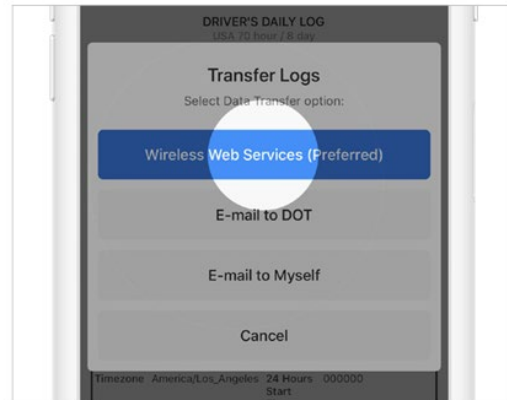 DRIVER'S DAILY LOG
USA 70 hour / 8 day
Transfer Logs
Select Data Transfer option:
Wireless Web Services (Preferred)
E-mail to DOT
E-mail to Myself
Cancel
Timezone America/Los_Angeles 24 Hours 000000
Start